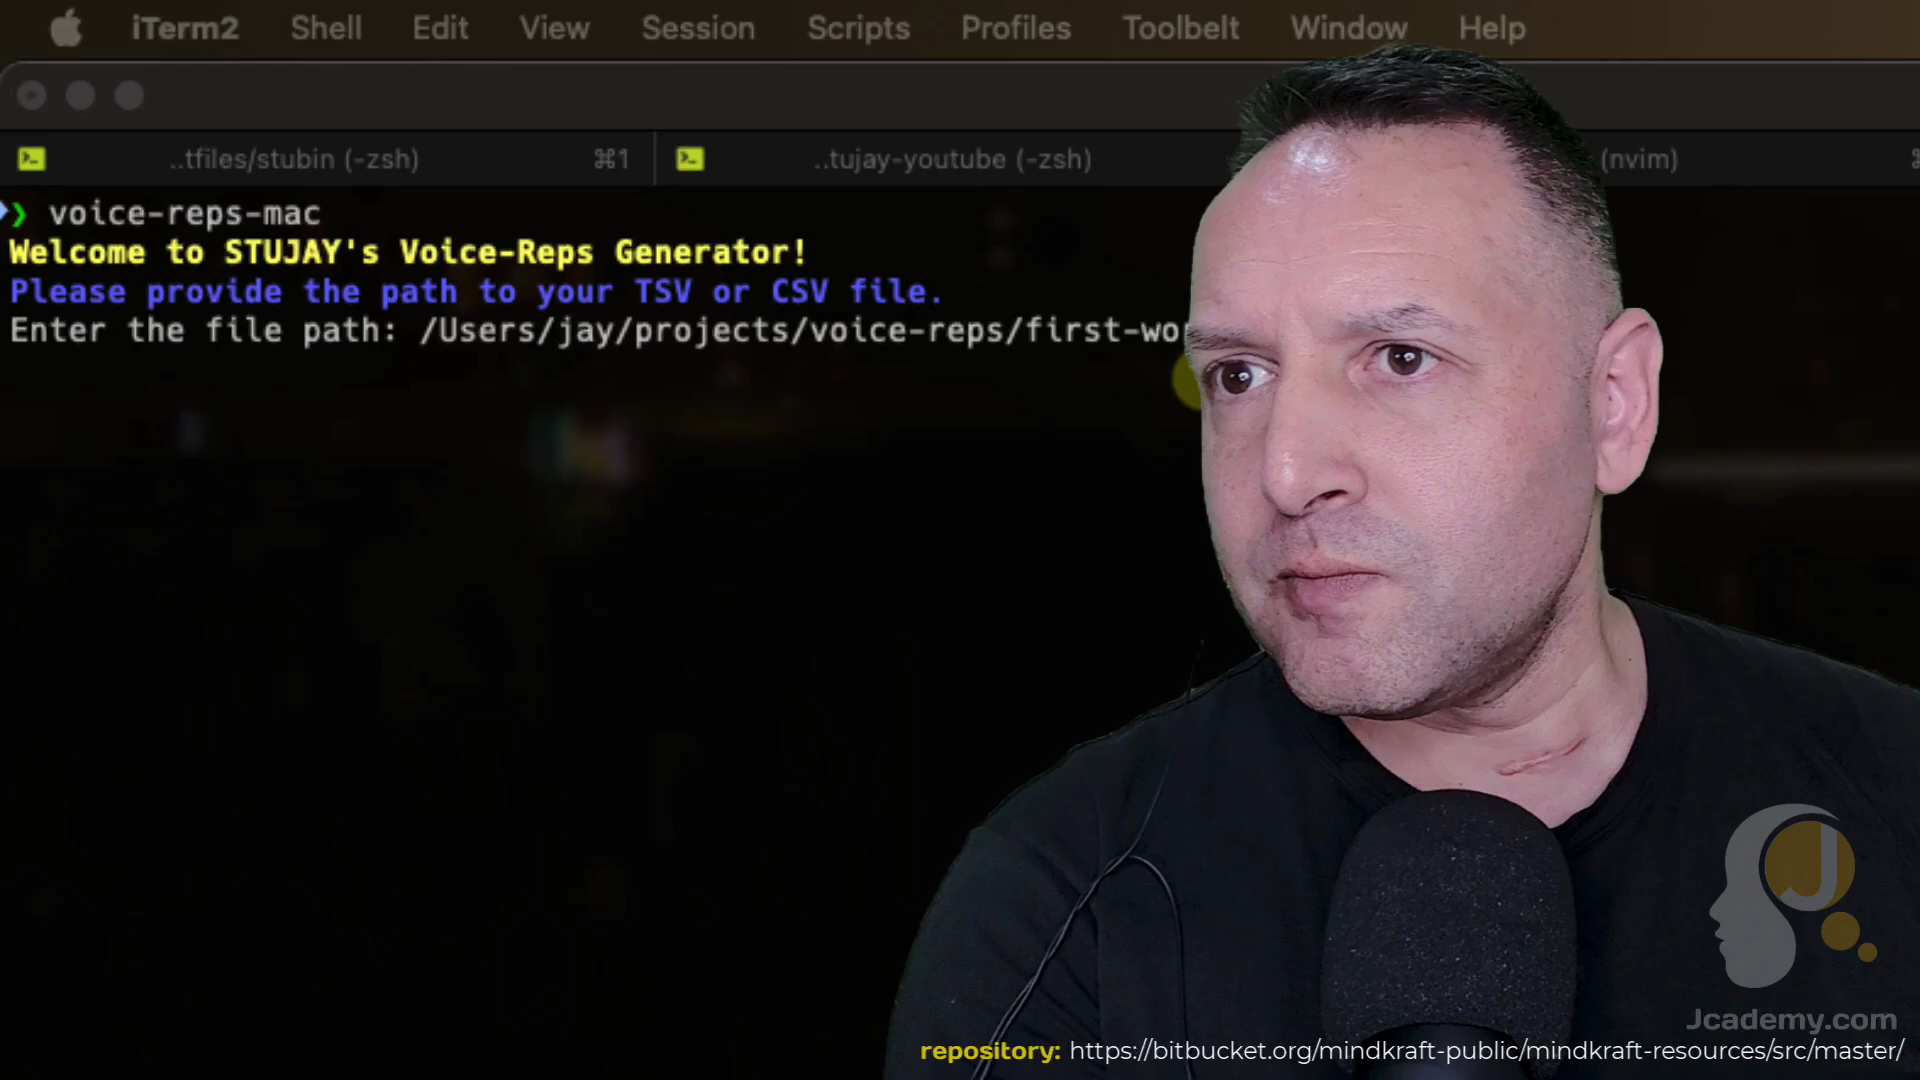 iTerm2 Shell Edit View Session Scripts Profiles Toolbelt Window Help
..tfiles/stubin (-zsh) ⌘1 ..tujay-youtube (-zsh) (nvim)
❯ voice-reps-mac
Welcome to STUJAY's Voice-Reps Generator!
Please provide the path to your TSV or CSV file.
Enter the file path: /Users/jay/projects/voice-reps/first-wo
J
Jcademy.com
repository: https://bitbucket.org/mindkraft-public/mindkraft-resources/src/master/